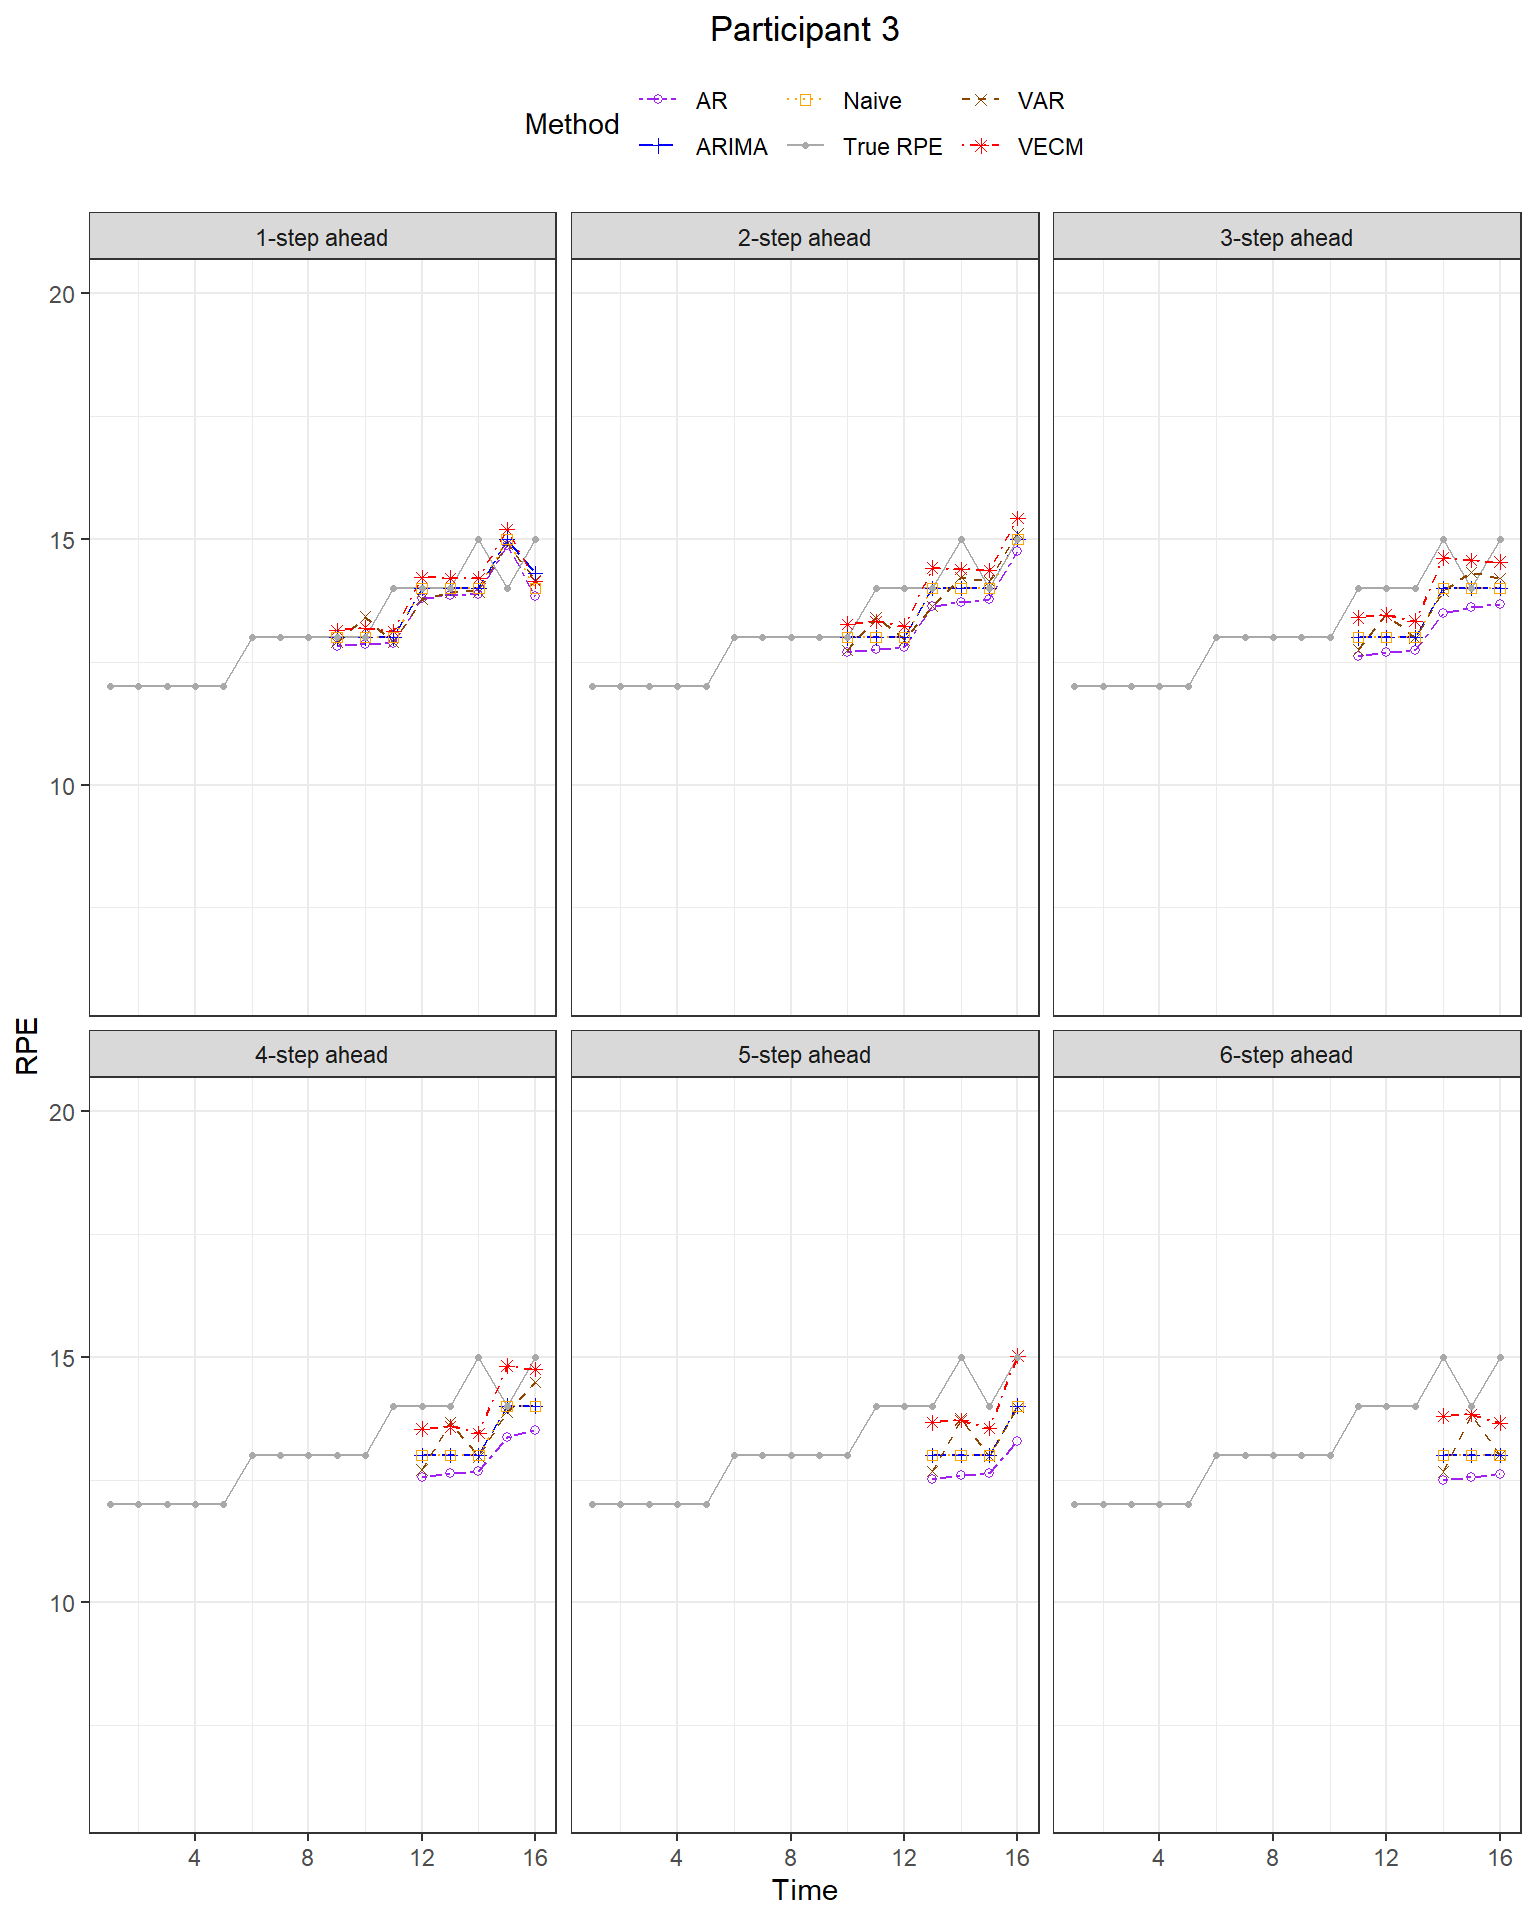 Participant 3
Method
AR
Naive
VAR
ARIMA
True RPE
VECM
1-step ahead
2-step ahead
3-step ahead
20
15
10
RPE
4-step ahead
5-step ahead
6-step ahead
20
15
10
4 8 12 16
4 8 12 16
4 8 12 16
Time